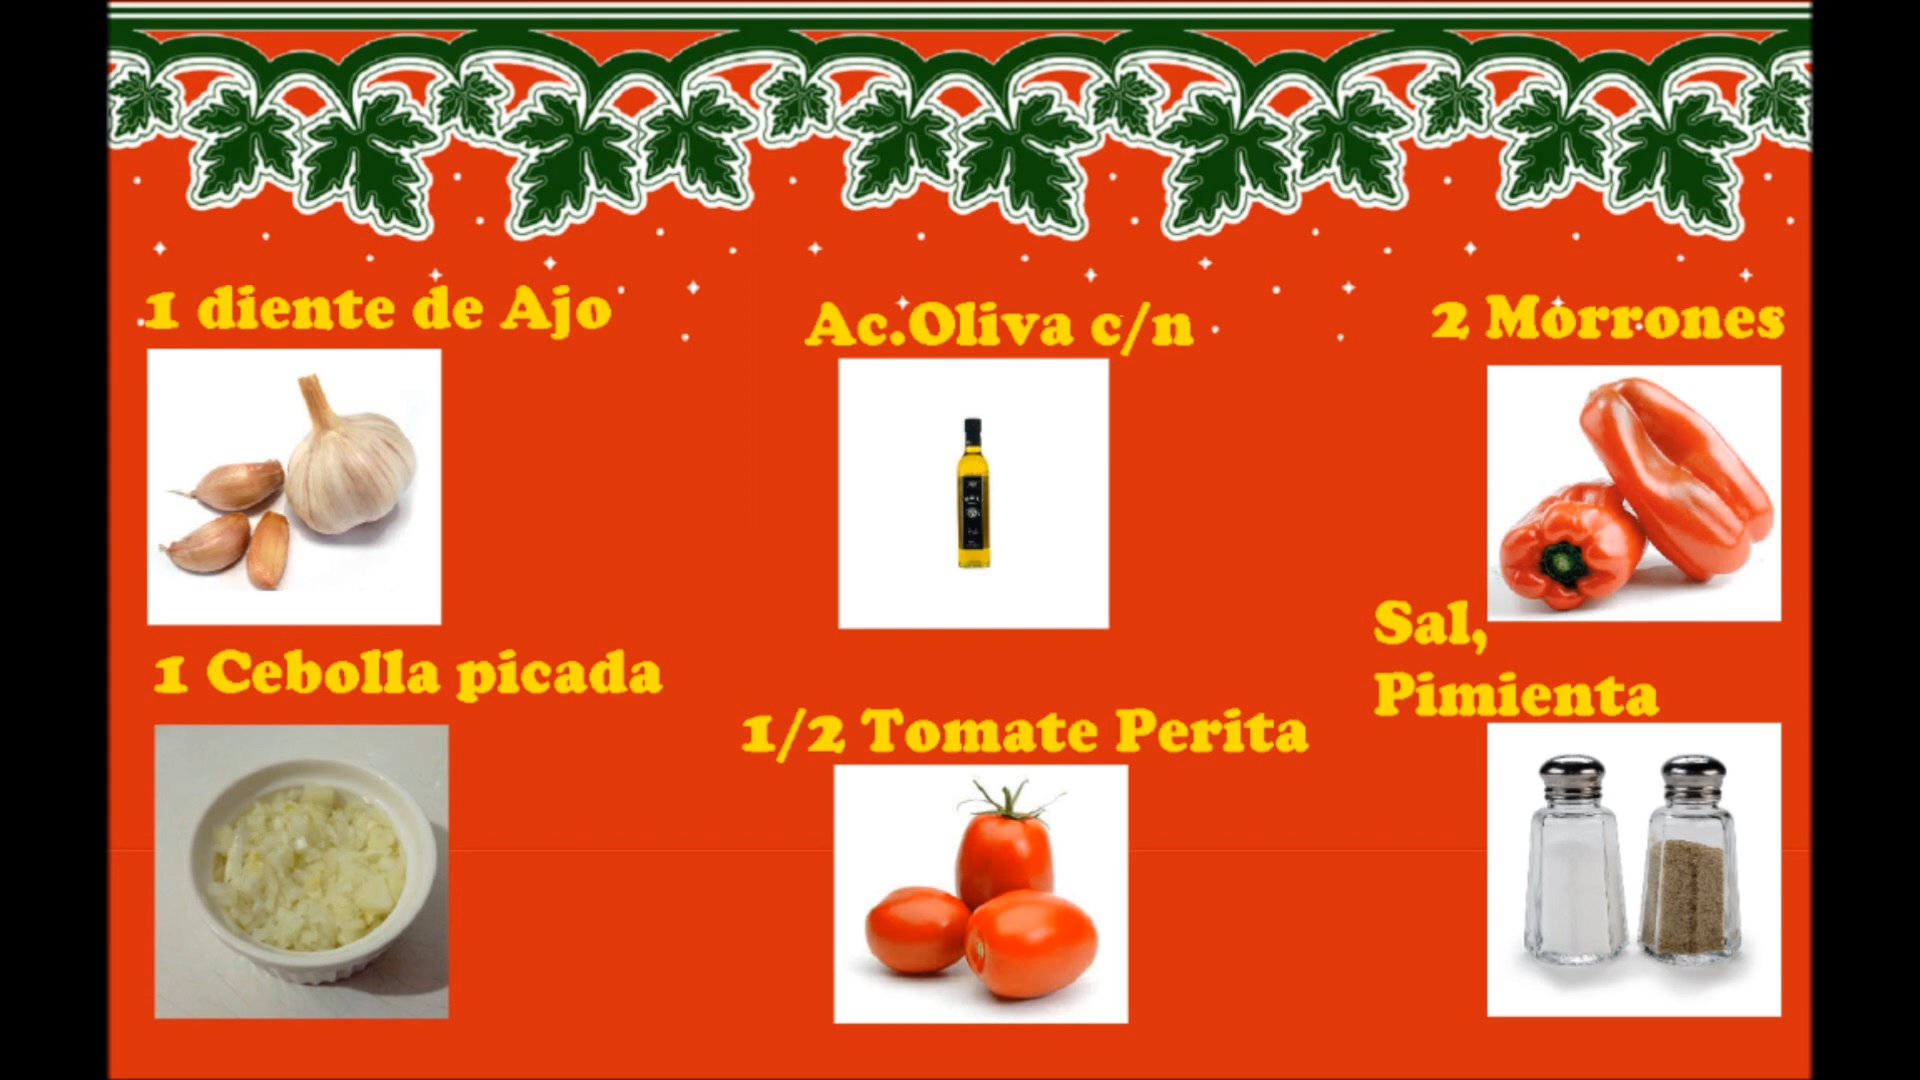 1 diente de Ajo
Ac.Oliva c/n
2 Morrones
1 Cebolla picada
1/2 Tomate Perita
Sal,
Pimienta